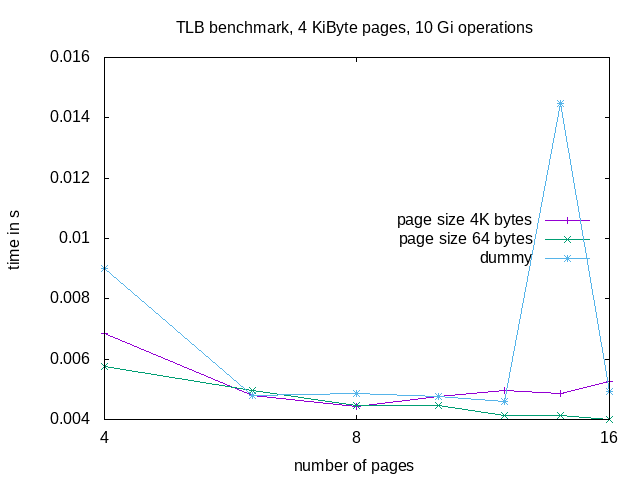 TLB benchmark, 4 KiByte pages, 10 Gi operations
0.016
0.014
0.012
0.01
0.008
0.006
0.004
time in s
page size 4K bytes
page size 64 bytes
dummy
4 8 16
number of pages